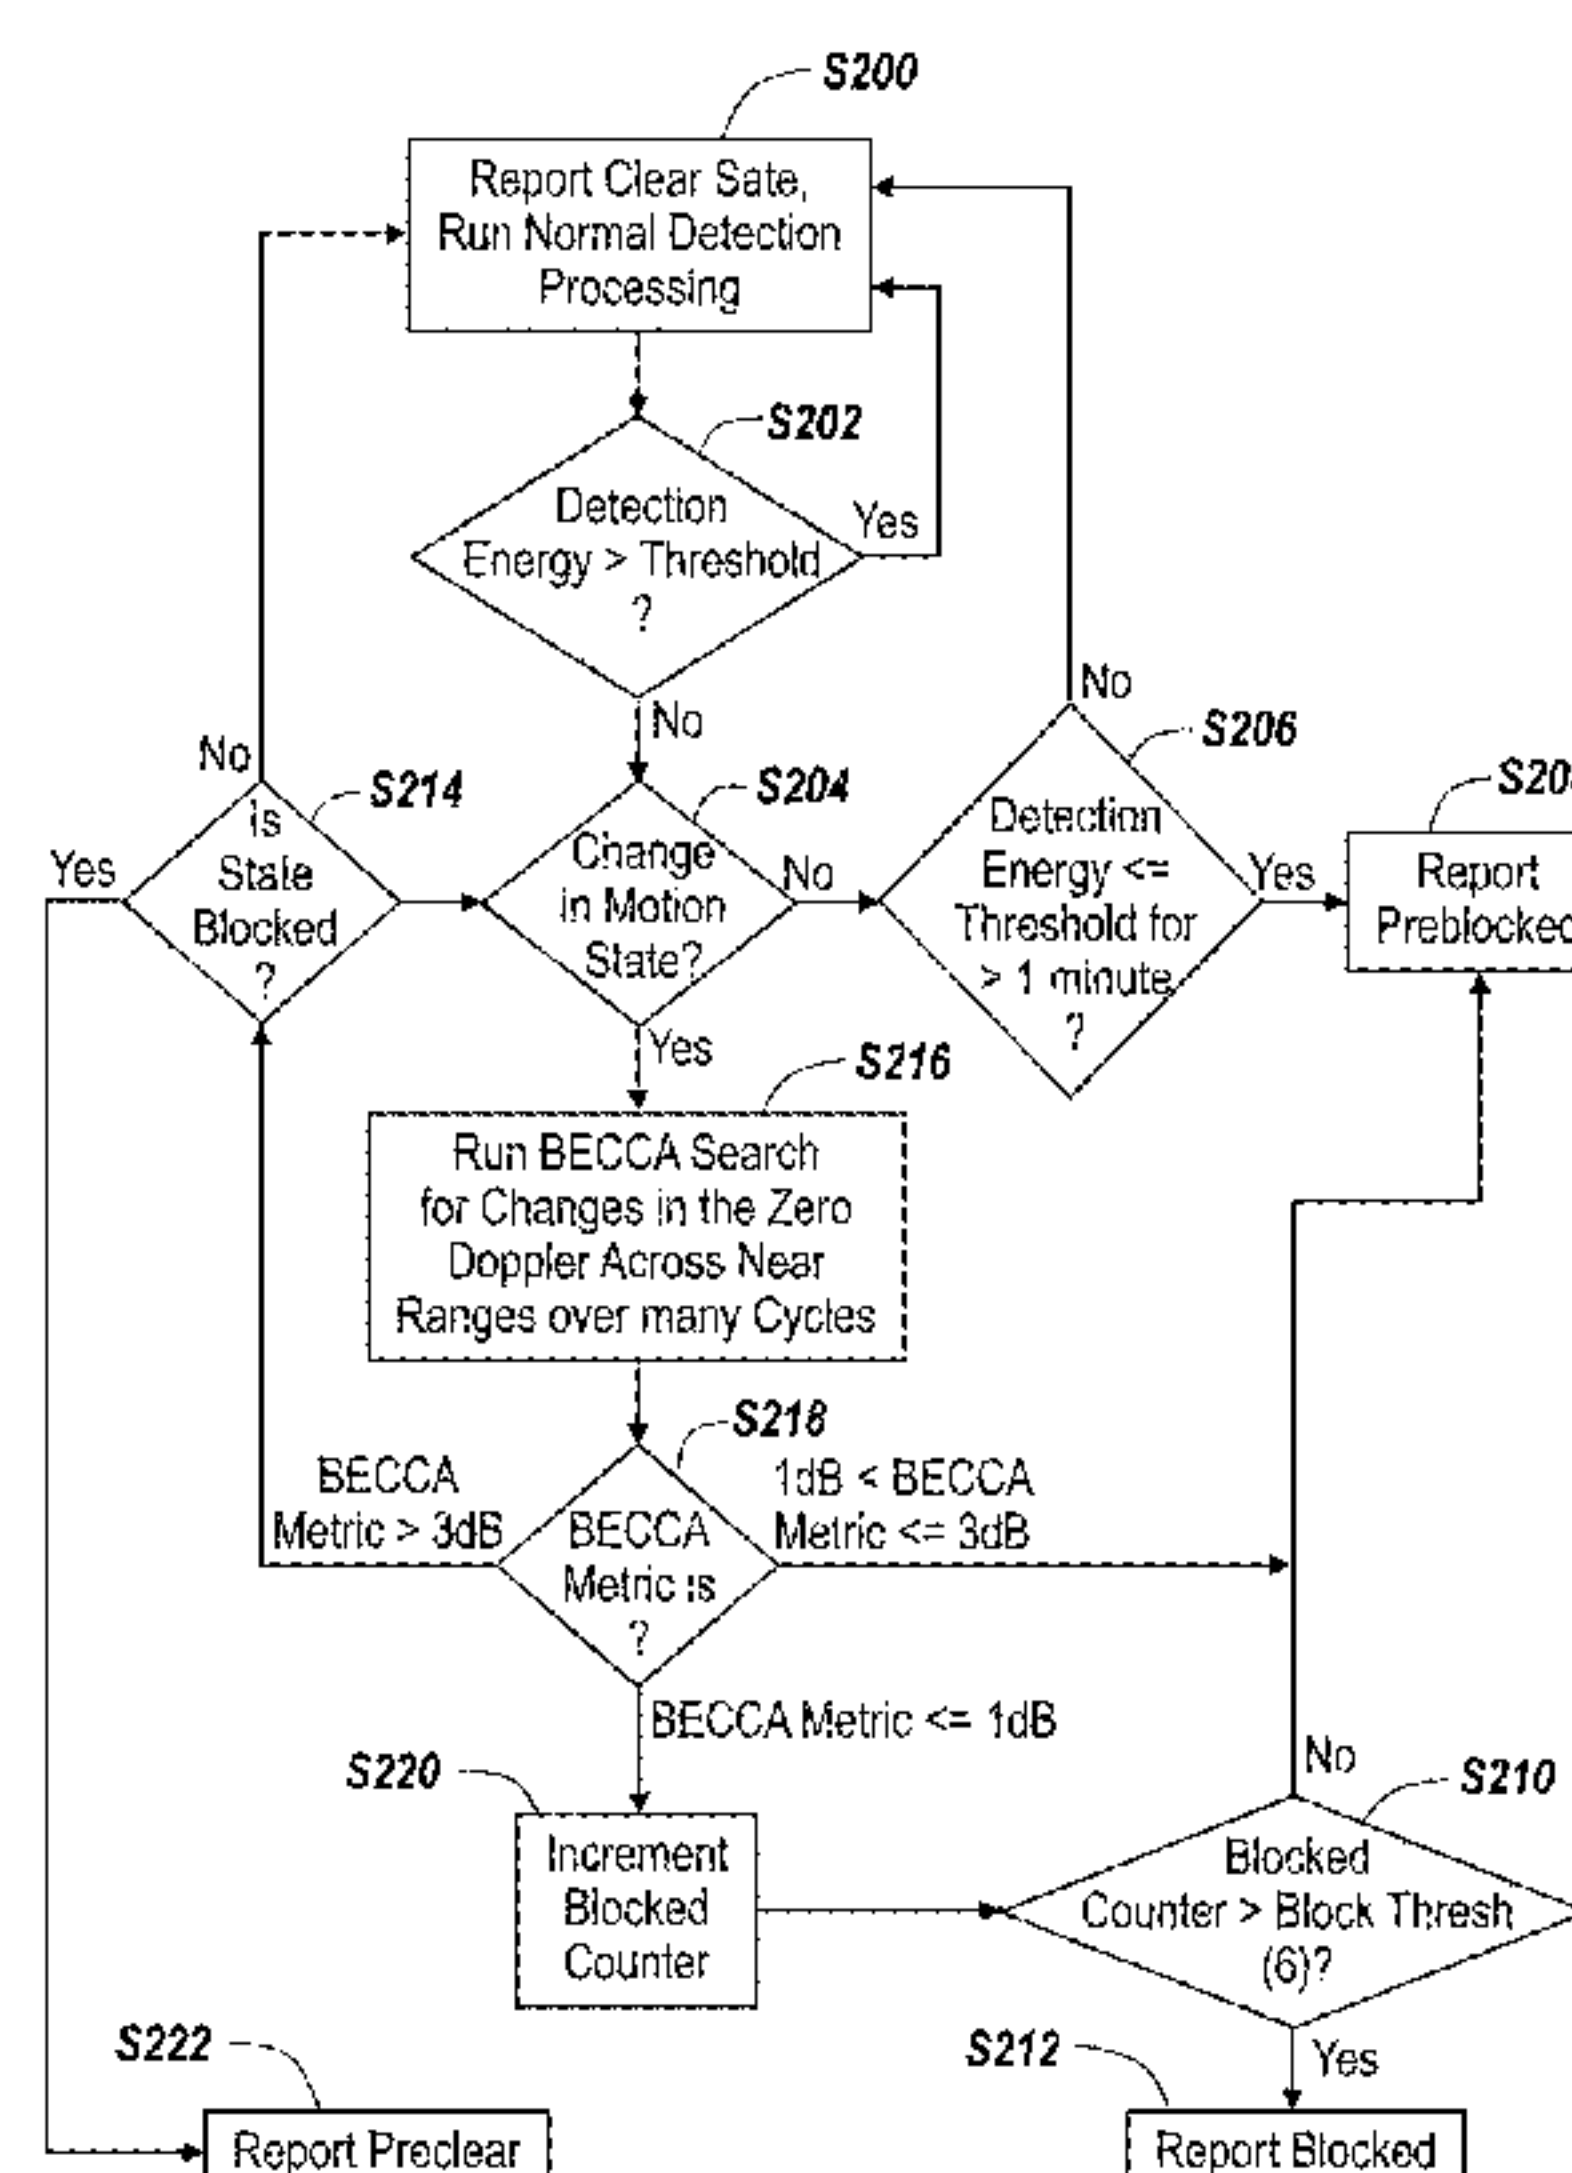 S200
Report Clear Sate,
Run Normal Detection
Processing
S202
Detection
Energy > Threshold
?
Yes
No
No
S206
No
S214
S204
Is
State
Blocked
?
Yes
Change
in Motion
State?
No
Detection
Energy <=
Threshold for
> 1 minute
?
Yes
Report
Preblocked
Yes
S216
Run BECCA Search
for Changes in the Zero
Doppler Across Near
Ranges over many Cycles
S218
BECCA
Metric > 3dB
BECCA
Metric is
?
1dB < BECCA
Metric <= 3dB
BECCA Metric <= 1dB
S220
Increment
Blocked
Counter
No
S210
Blocked
Counter > Block Thresh
(6)?
Yes
S222
Report Preclear
S212
Report Blocked